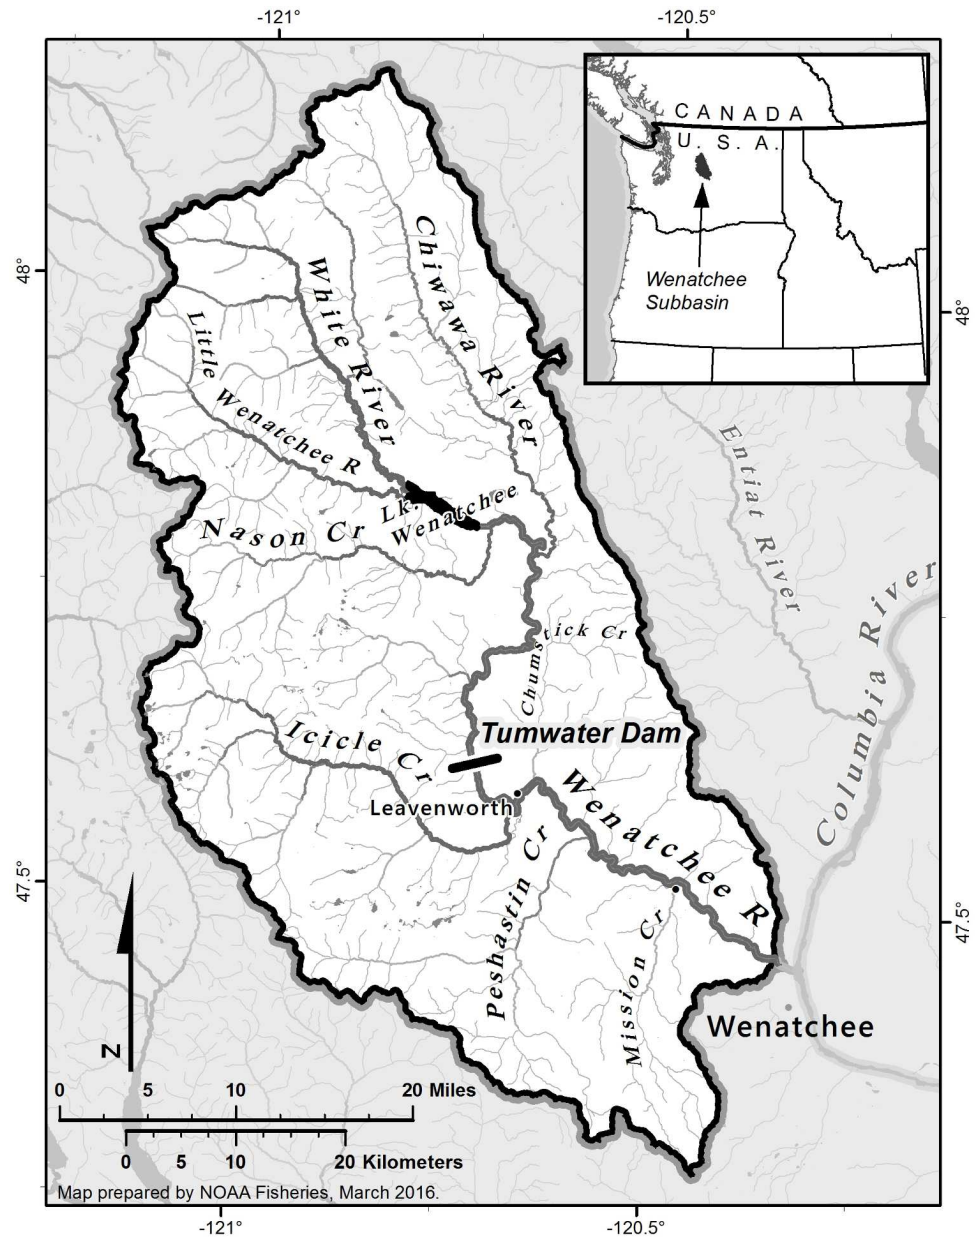 -121°
-120.5°
CANADA
U. S. A.
Wenatchee
Subbasin
48°
48°
Chiwawa River
White River
Little
Wenatchee R
Entiat River
Lk.
Wenatchee
Nason Cr
Columbia River
Chumstick Cr
Tumwater Dam
Icicle Cr
Leavenworth
Wenatchee R
Peshastin Cr
Mission Cr
47.5°
47.5°
Wenatchee
N
0 5 10 20 Miles
0 5 10 20 Kilometers
Map prepared by NOAA Fisheries, March 2016.
-121°
-120.5°